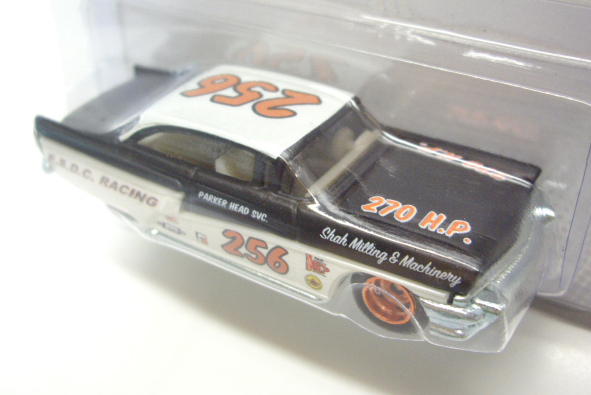 256
270 H.P.
Shah Milling & Machinery
PARKER HEAD SVC.
R.S.D.C. RACING
256